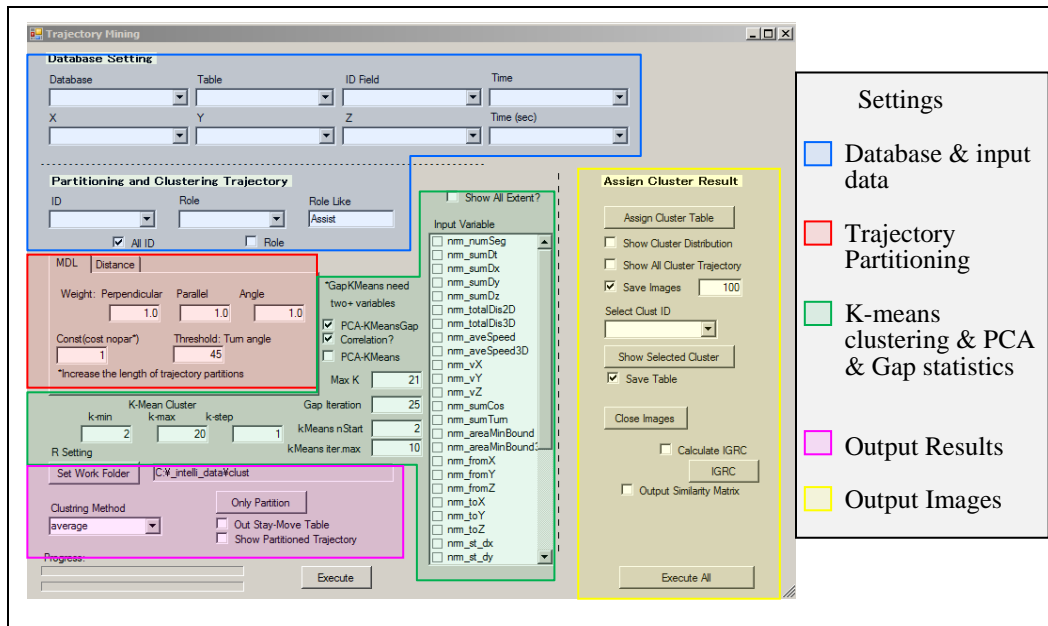 Trajectory Mining
Database Setting
Database Table ID Field Time
X Y Z Time (sec)
Partitioning and Clustering Trajectory
ID Role Role Like
Assist
All ID Role
MDL Distance
Weight: Perpendicular Parallel Angle
1.0 1.0 1.0
Const(cost nopar*) Threshold: Turn angle
1 45
*Increase the length of trajectory partitions
*GapKMeans need
two+ variables
PCA-KMeansGap
Correlation?
PCA-KMeans
Max K 21
Gap Iteration 25
kMeans nStart 2
kMeans iter.max 10
K-Mean Cluster
k-min k-max k-step
2 20 1
R Setting
Set Work Folder C:¥_intelli_data¥clust
Clustring Method
average
Only Partition
Out Stay-Move Table
Show Partitioned Trajectory
Progress:
Execute
Show All Extent?
Input Variable
nrm_numSeg
nrm_sumDt
nrm_sumDx
nrm_sumDy
nrm_sumDz
nrm_totalDis2D
nrm_totalDis3D
nrm_aveSpeed
nrm_aveSpeed3D
nrm_vX
nrm_vY
nrm_vZ
nrm_sumCos
nrm_sumTurn
nrm_areaMinBound
nrm_areaMinBound3
nrm_fromX
nrm_fromY
nrm_fromZ
nrm_toX
nrm_toY
nrm_toZ
nrm_st_dx
nrm_st_dy
Assign Cluster Result
Assign Cluster Table
Show Cluster Distribution
Show All Cluster Trajectory
Save Images 100
Select Clust ID
Show Selected Cluster
Save Table
Close Images
Calculate IGRC
IGRC
Output Similarity Matrix
Execute All
Settings
Database & input
data
Trajectory
Partitioning
K-means
clustering & PCA
& Gap statistics
Output Results
Output Images